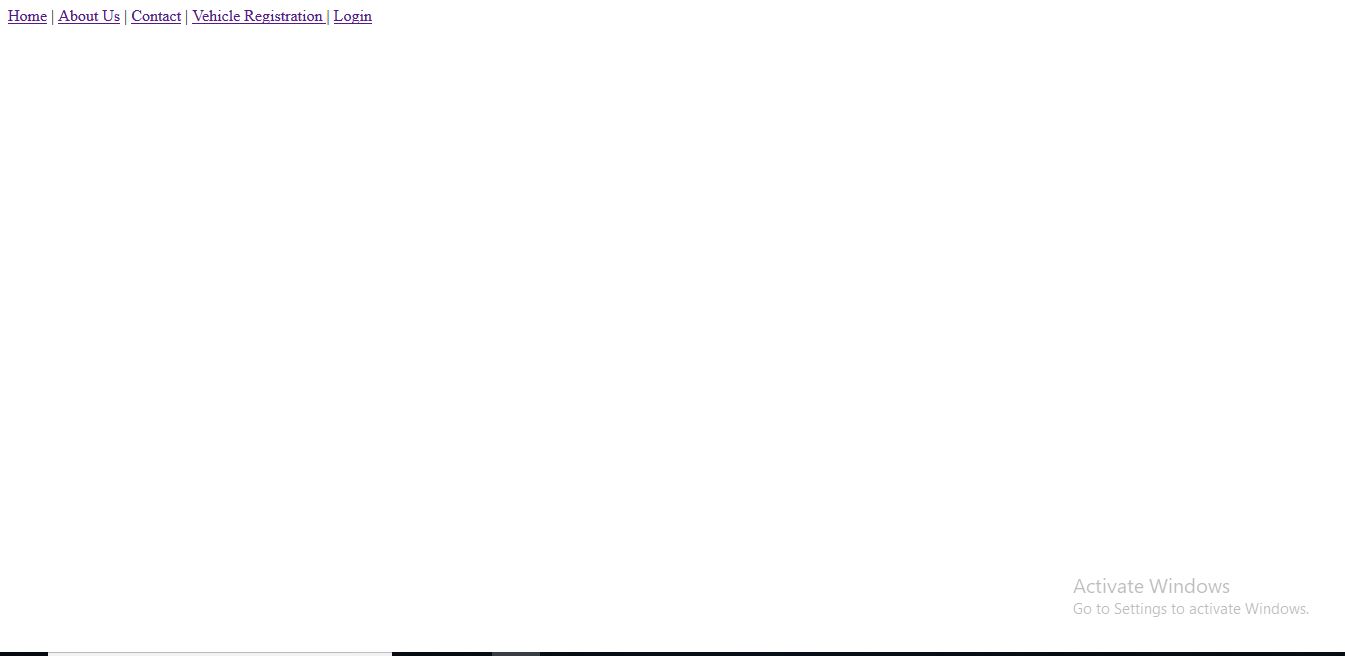 Home | About Us | Contact | Vehicle Registration | Login
Activate Windows
Go to Settings to activate Windows.